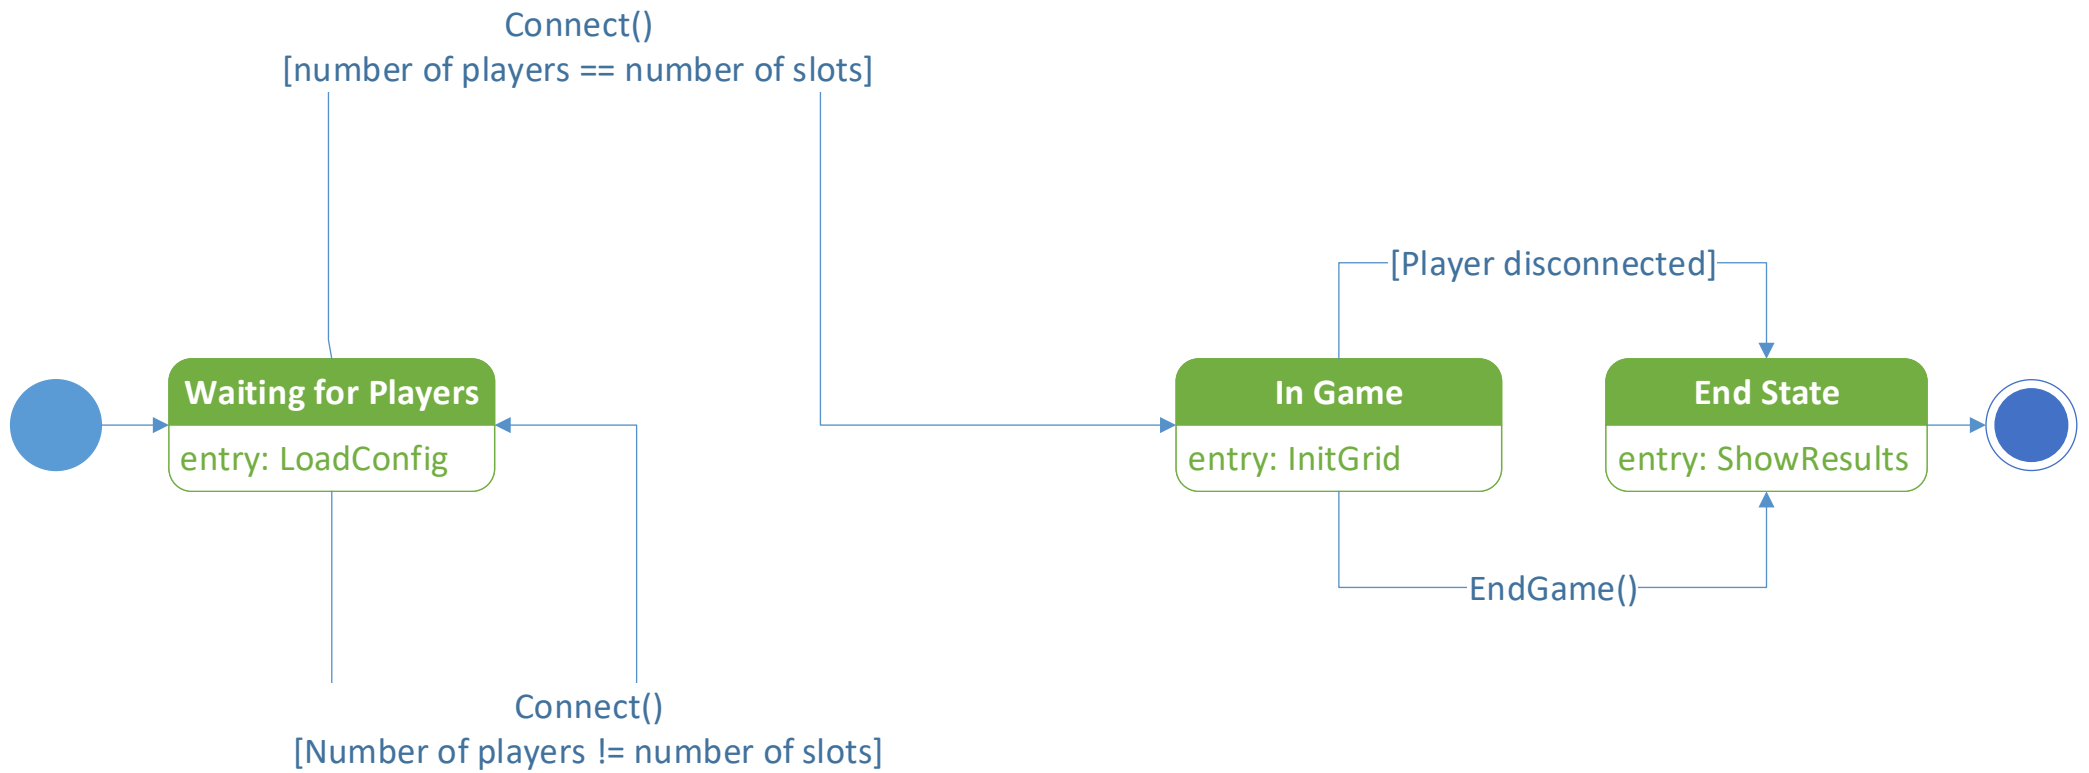 Connect()
[number of players == number of slots]
[Player disconnected]
Waiting for Players
entry: LoadConfig
In Game
entry: InitGrid
End State
entry: ShowResults
EndGame()
Connect()
[Number of players != number of slots]